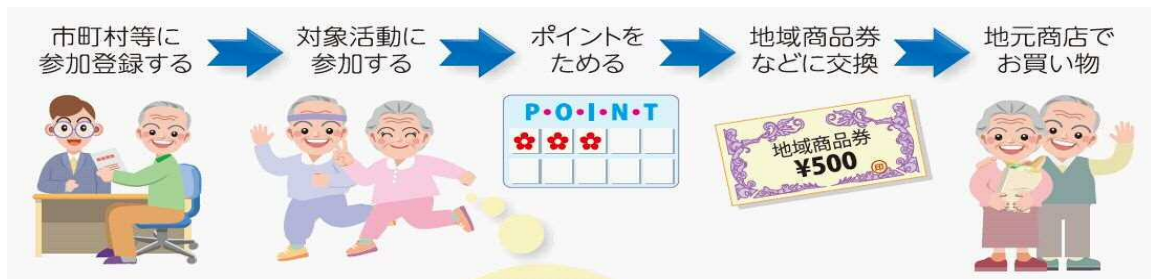 市町村等に
参加登録する
対象活動に
参加する
ポイントを
ためる
地域商品券
などに交換
地元商店で
お買い物
P・O・I・N・T
地域商品券
¥500
印